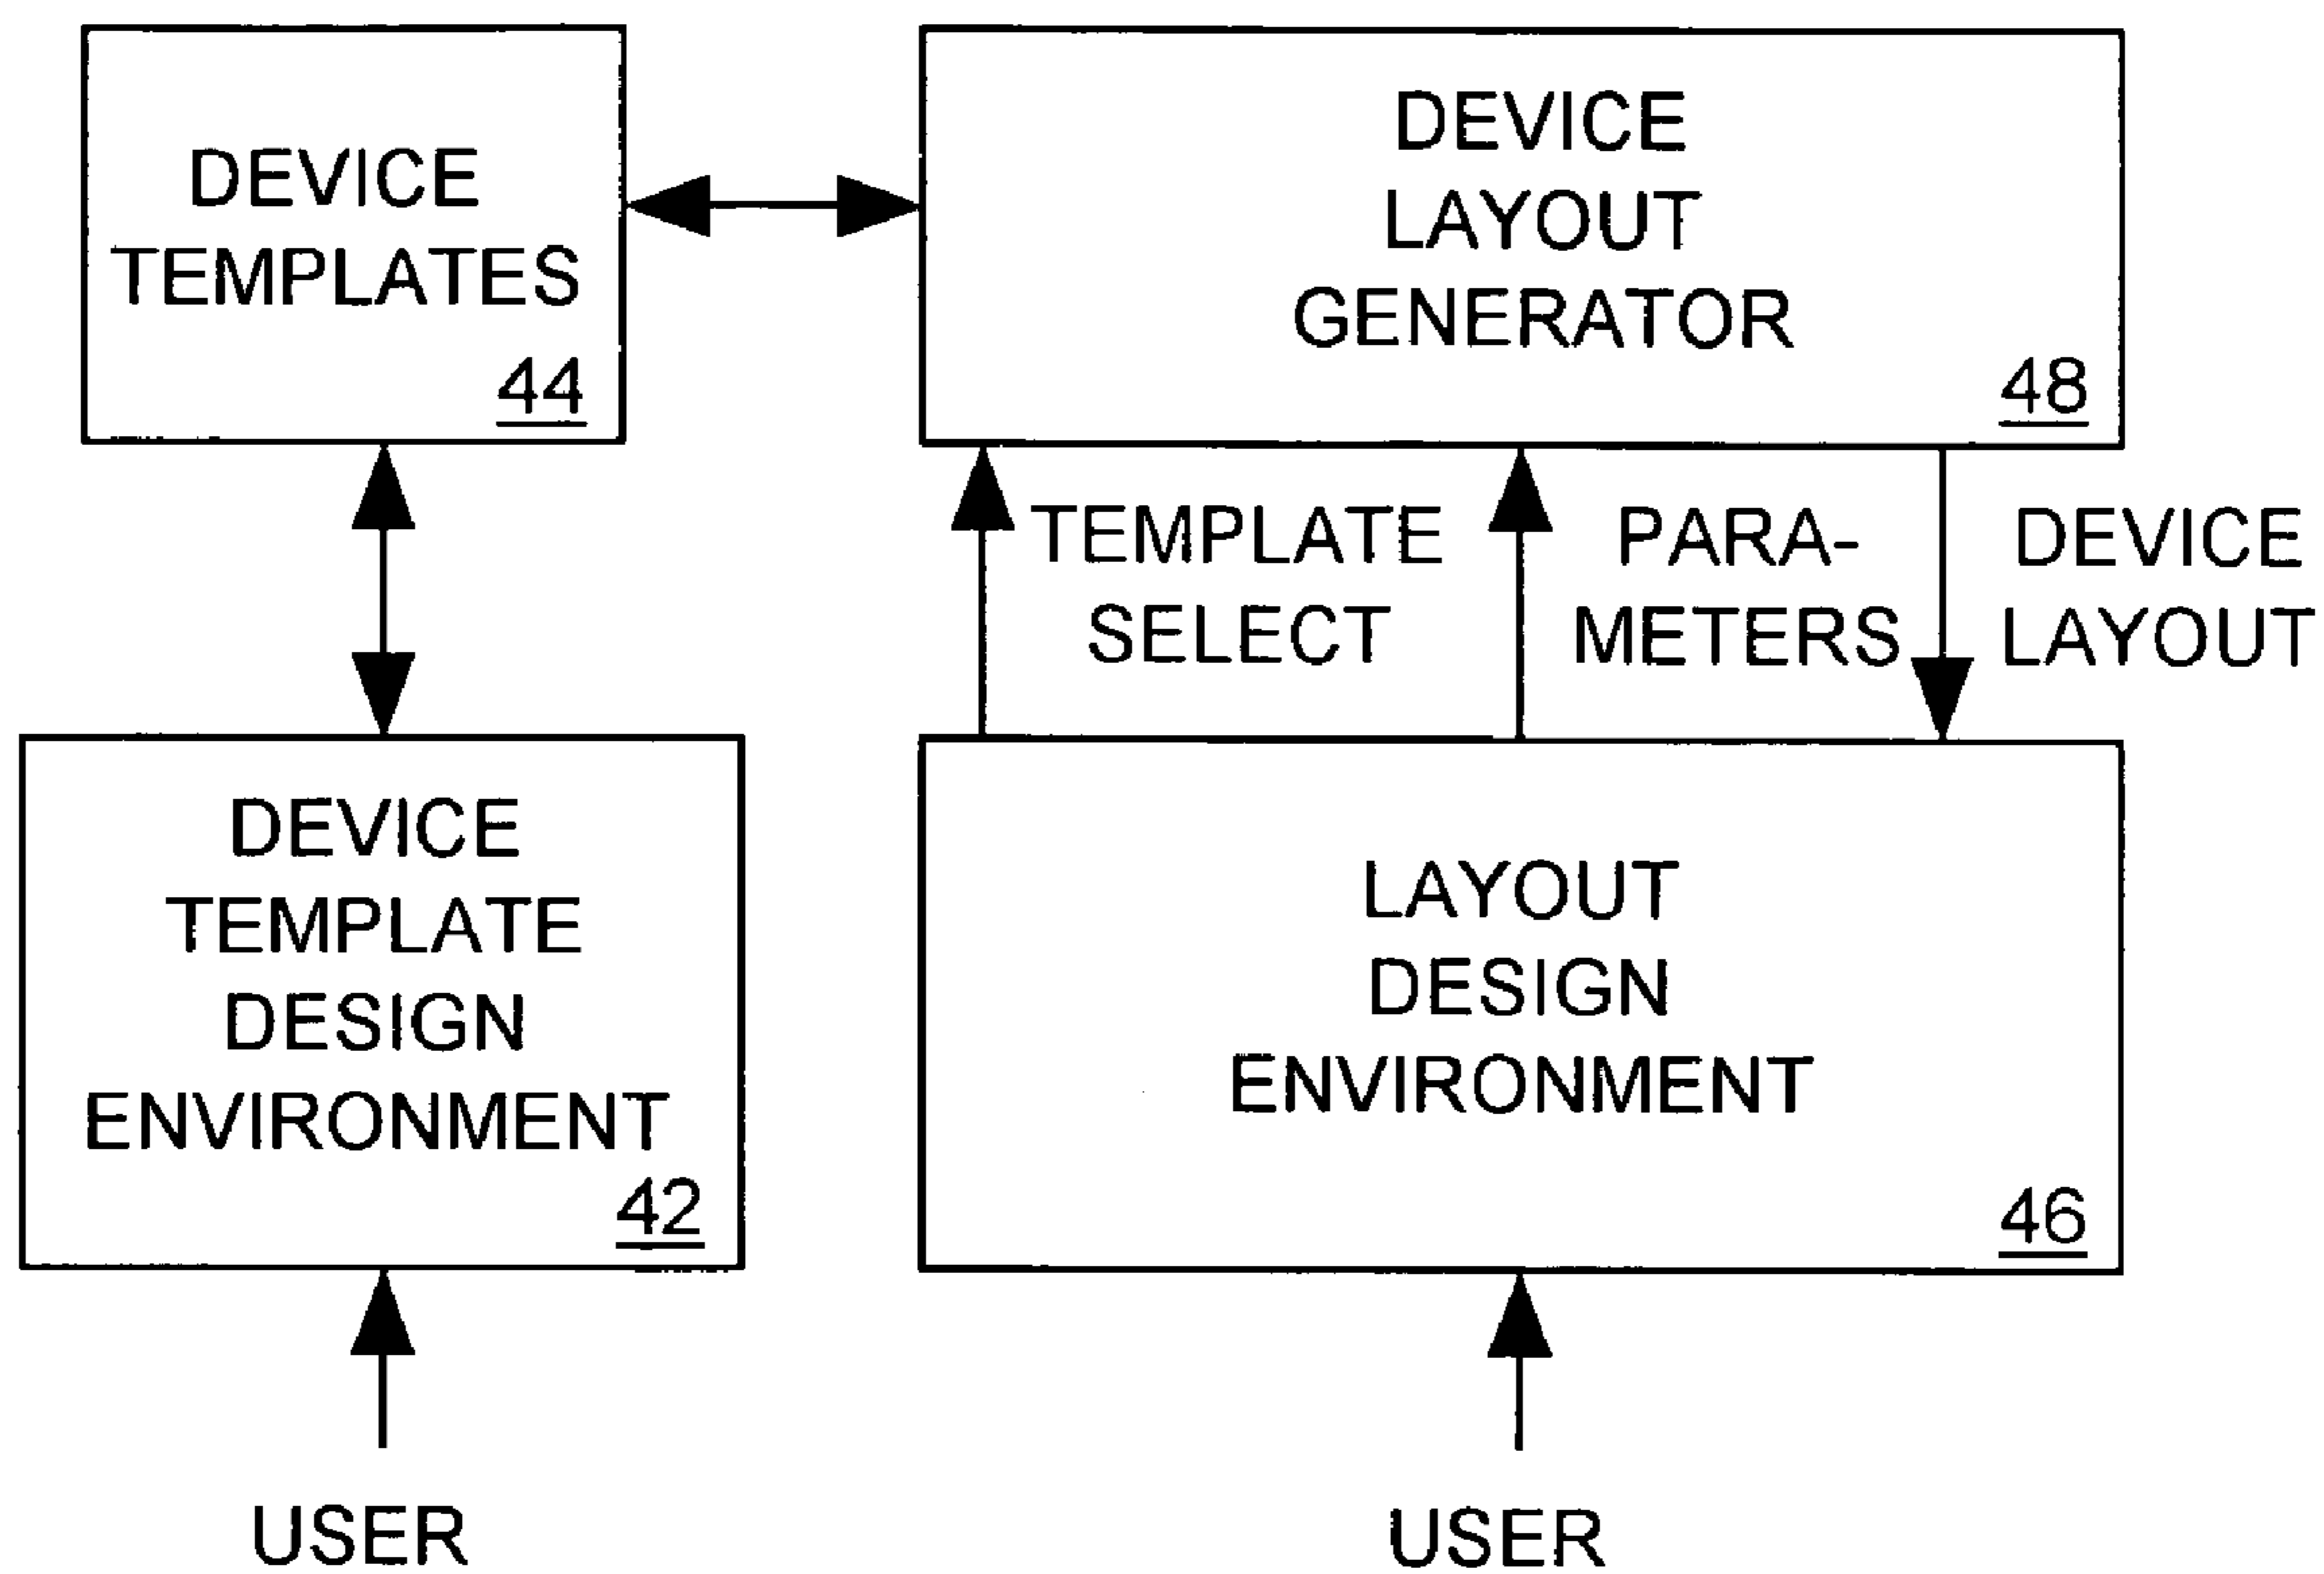 DEVICE
TEMPLATES
44
DEVICE
LAYOUT
GENERATOR
48
TEMPLATE
SELECT
PARA-
METERS
DEVICE
LAYOUT
DEVICE
TEMPLATE
DESIGN
ENVIRONMENT
42
LAYOUT
DESIGN
ENVIRONMENT
46
USER
USER